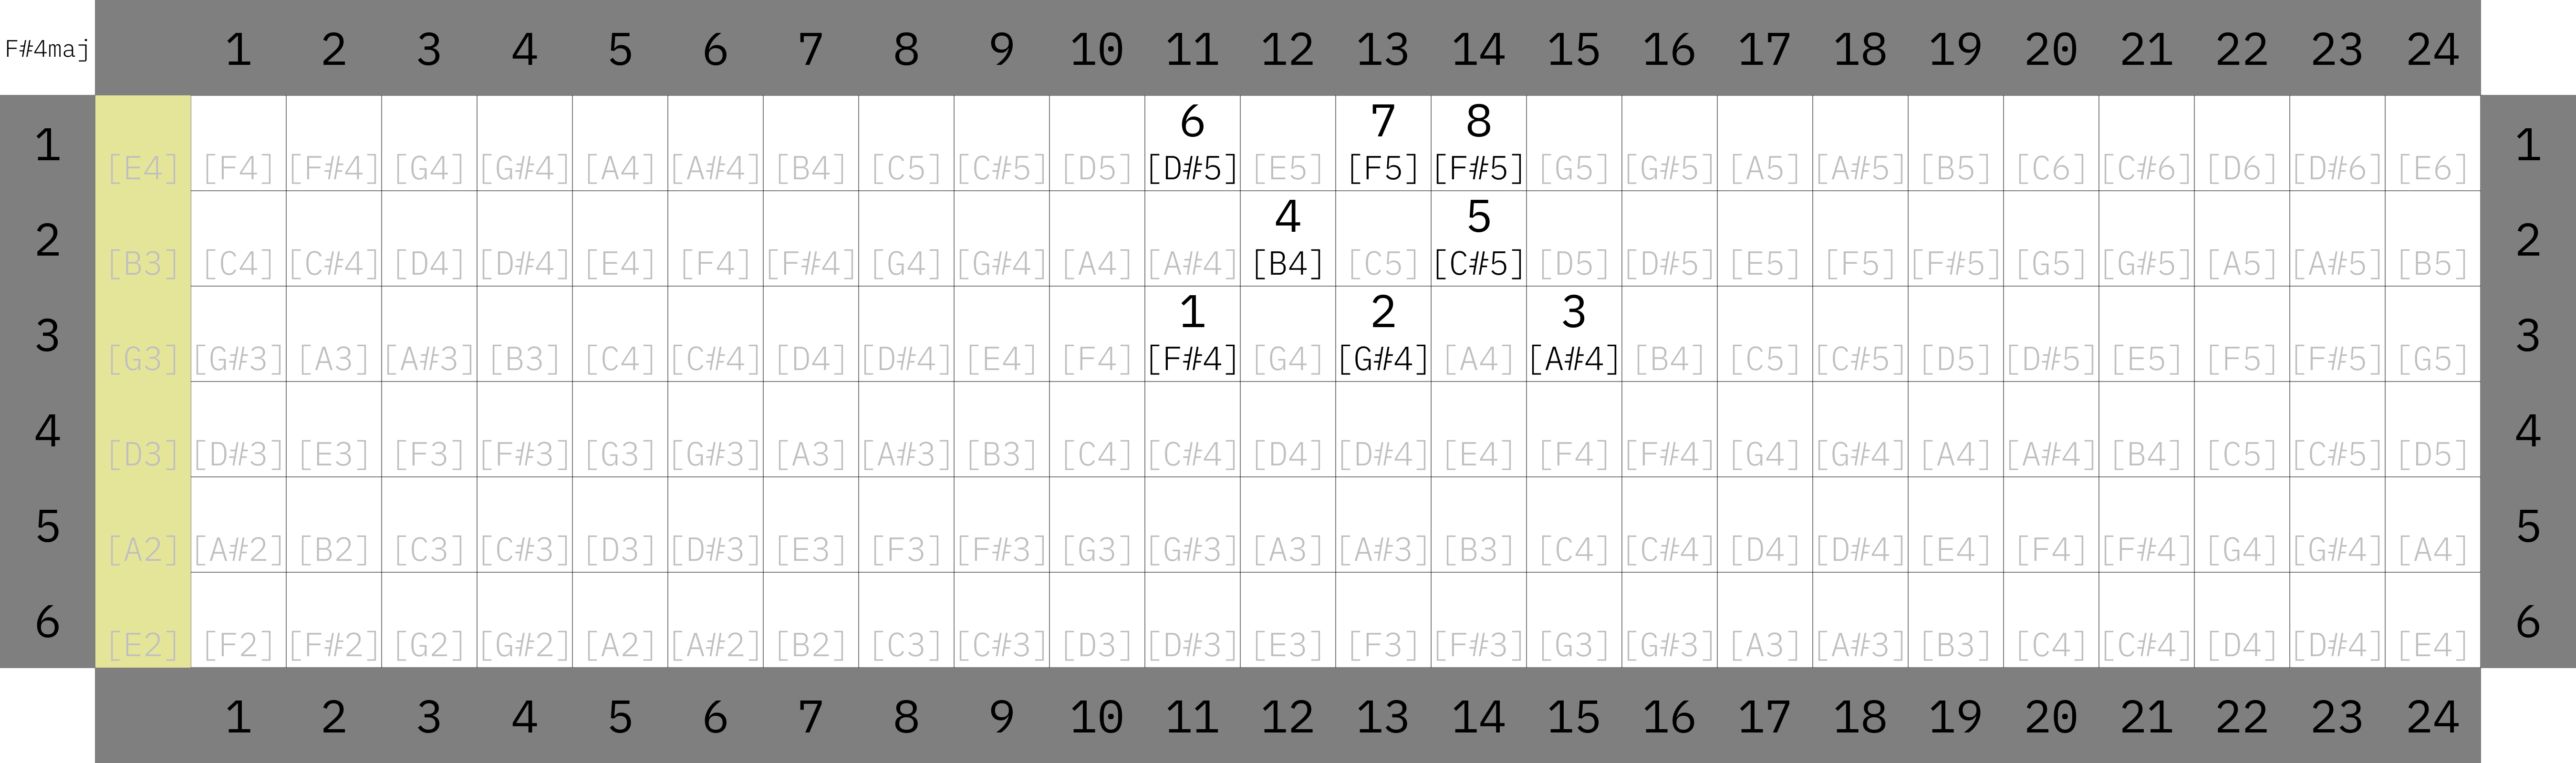 F#4maj 1 2 3 4 5 6 7 8 9 10 11 12 13 14 15 16 17 18 19 20 21 22 23 24
6 7 8
1 [E4] [F4] [F#4] [G4] [G#4] [A4] [A#4] [B4] [C5] [C#5] [D5] [D#5] [E5] [F5] [F#5] [G5] [G#5] [A5] [A#5] [B5] [C6] [C#6] [D6] [D#6] [E6] 1
4 5
2 [B3] [C4] [C#4] [D4] [D#4] [E4] [F4] [F#4] [G4] [G#4] [A4] [A#4] [B4] [C5] [C#5] [D5] [D#5] [E5] [F5] [F#5] [G5] [G#5] [A5] [A#5] [B5] 2
1 2 3
3 [G3] [G#3] [A3] [A#3] [B3] [C4] [C#4] [D4] [D#4] [E4] [F4] [F#4] [G4] [G#4] [A4] [A#4] [B4] [C5] [C#5] [D5] [D#5] [E5] [F5] [F#5] [G5] 3
4 [D3] [D#3] [E3] [F3] [F#3] [G3] [G#3] [A3] [A#3] [B3] [C4] [C#4] [D4] [D#4] [E4] [F4] [F#4] [G4] [G#4] [A4] [A#4] [B4] [C5] [C#5] [D5] 4
5 [A2] [A#2] [B2] [C3] [C#3] [D3] [D#3] [E3] [F3] [F#3] [G3] [G#3] [A3] [A#3] [B3] [C4] [C#4] [D4] [D#4] [E4] [F4] [F#4] [G4] [G#4] [A4] 5
6 [E2] [F2] [F#2] [G2] [G#2] [A2] [A#2] [B2] [C3] [C#3] [D3] [D#3] [E3] [F3] [F#3] [G3] [G#3] [A3] [A#3] [B3] [C4] [C#4] [D4] [D#4] [E4] 6
1 2 3 4 5 6 7 8 9 10 11 12 13 14 15 16 17 18 19 20 21 22 23 24